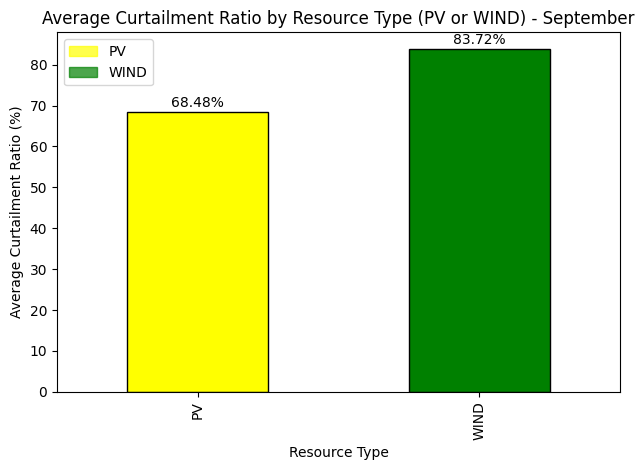 Average Curtailment Ratio by Resource Type (PV or WIND) - September
PV
WIND
68.48%
83.72%
80
70
60
50
40
30
20
10
0
Average Curtailment Ratio (%)
PV
WIND
Resource Type